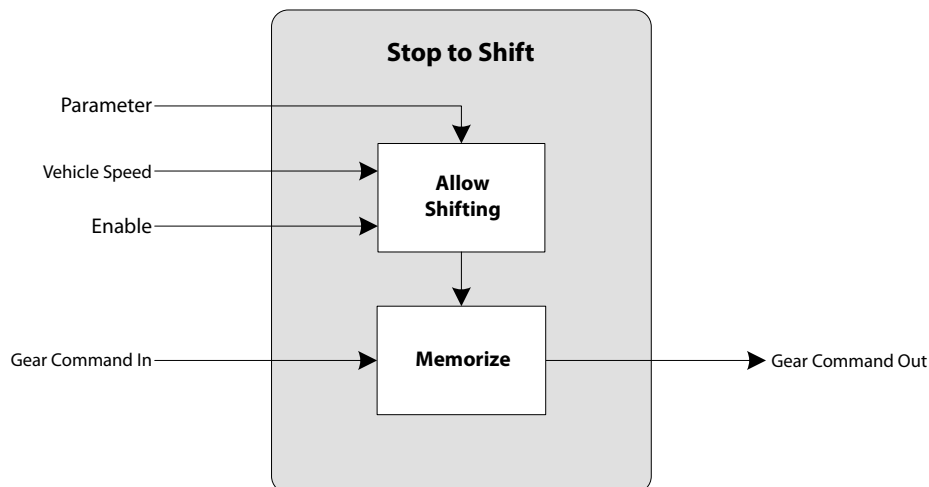 Stop to Shift
Parameter
Vehicle Speed
Allow
Shifting
Enable
Gear Command In
Memorize
Gear Command Out